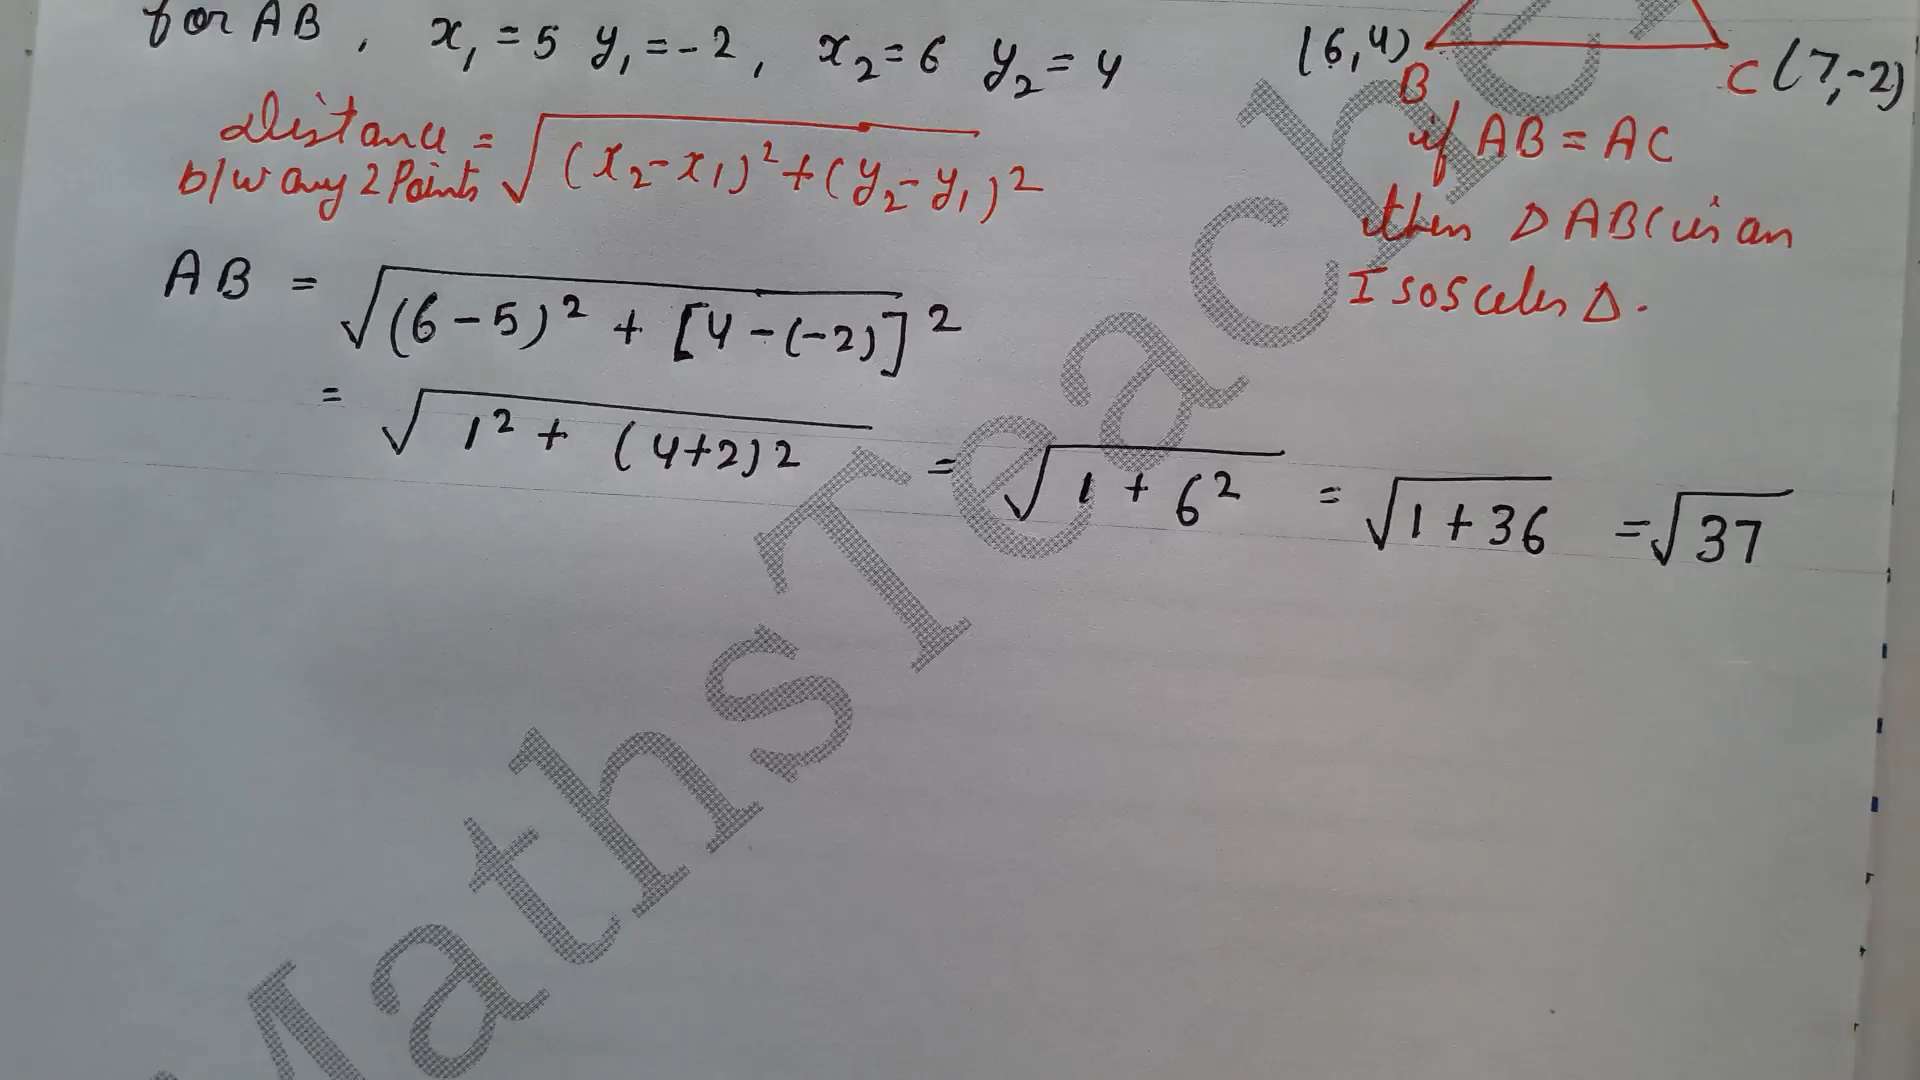 for AB, x₁ = 5 y₁ = -2, x₂ = 6 y₂ = 4
Distance = √(x₂-x₁)²+(y₂-y₁)²
b/w any 2 Points
AB = √(6-5)² + [4-(-2)]²
= √1² + (4+2)² = √1 + 6² = √1+36 = √37
(6,4) B C (7,-2)
if AB = AC
then Δ ABC is an
Isosceles Δ.
MathsTeache